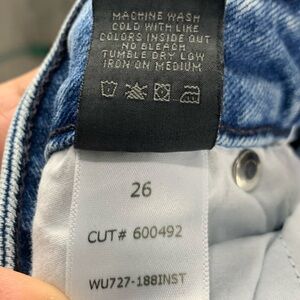 MACHINE WASH
COLD WITH LIKE
COLORS INSIDE OUT
NO BLEACH
TUMBLE DRY LOW
IRON ON MEDIUM
26
CUT# 600492
WU727-188INST